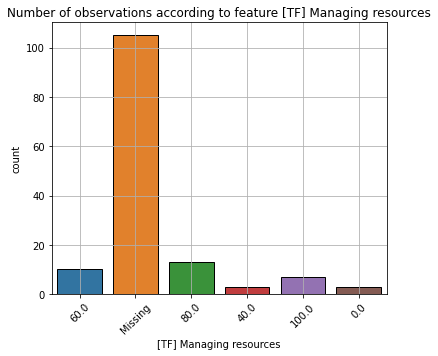 Number of observations according to feature [TF] Managing resources
100
80
60
40
20
0
count
60.0
Missing
80.0
40.0
100.0
0.0
[TF] Managing resources